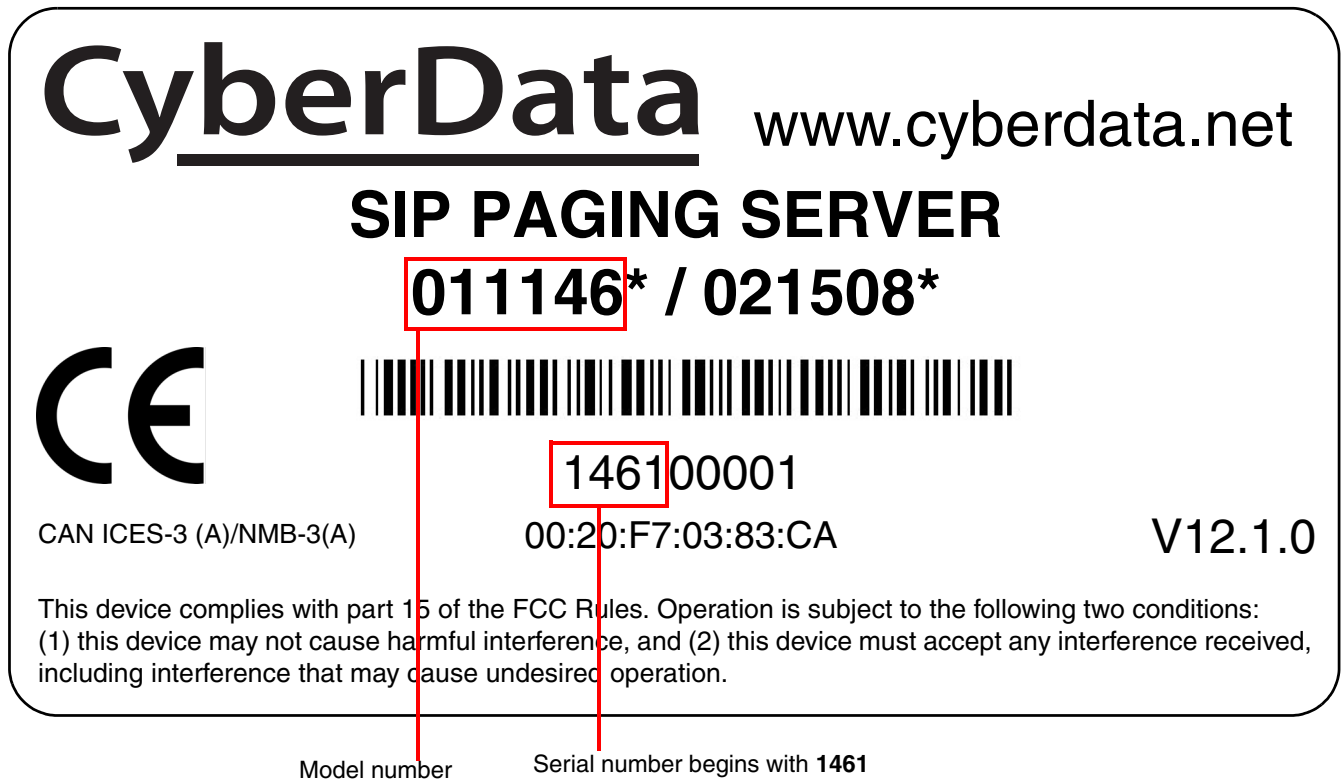 CyberData www.cyberdata.net
SIP PAGING SERVER
011146* / 021508*
CE
146100001
CAN ICES-3 (A)/NMB-3(A) 00:20:F7:03:83:CA V12.1.0
This device complies with part 15 of the FCC Rules. Operation is subject to the following two conditions:
(1) this device may not cause harmful interference, and (2) this device must accept any interference received,
including interference that may cause undesired operation.
Model number Serial number begins with 1461